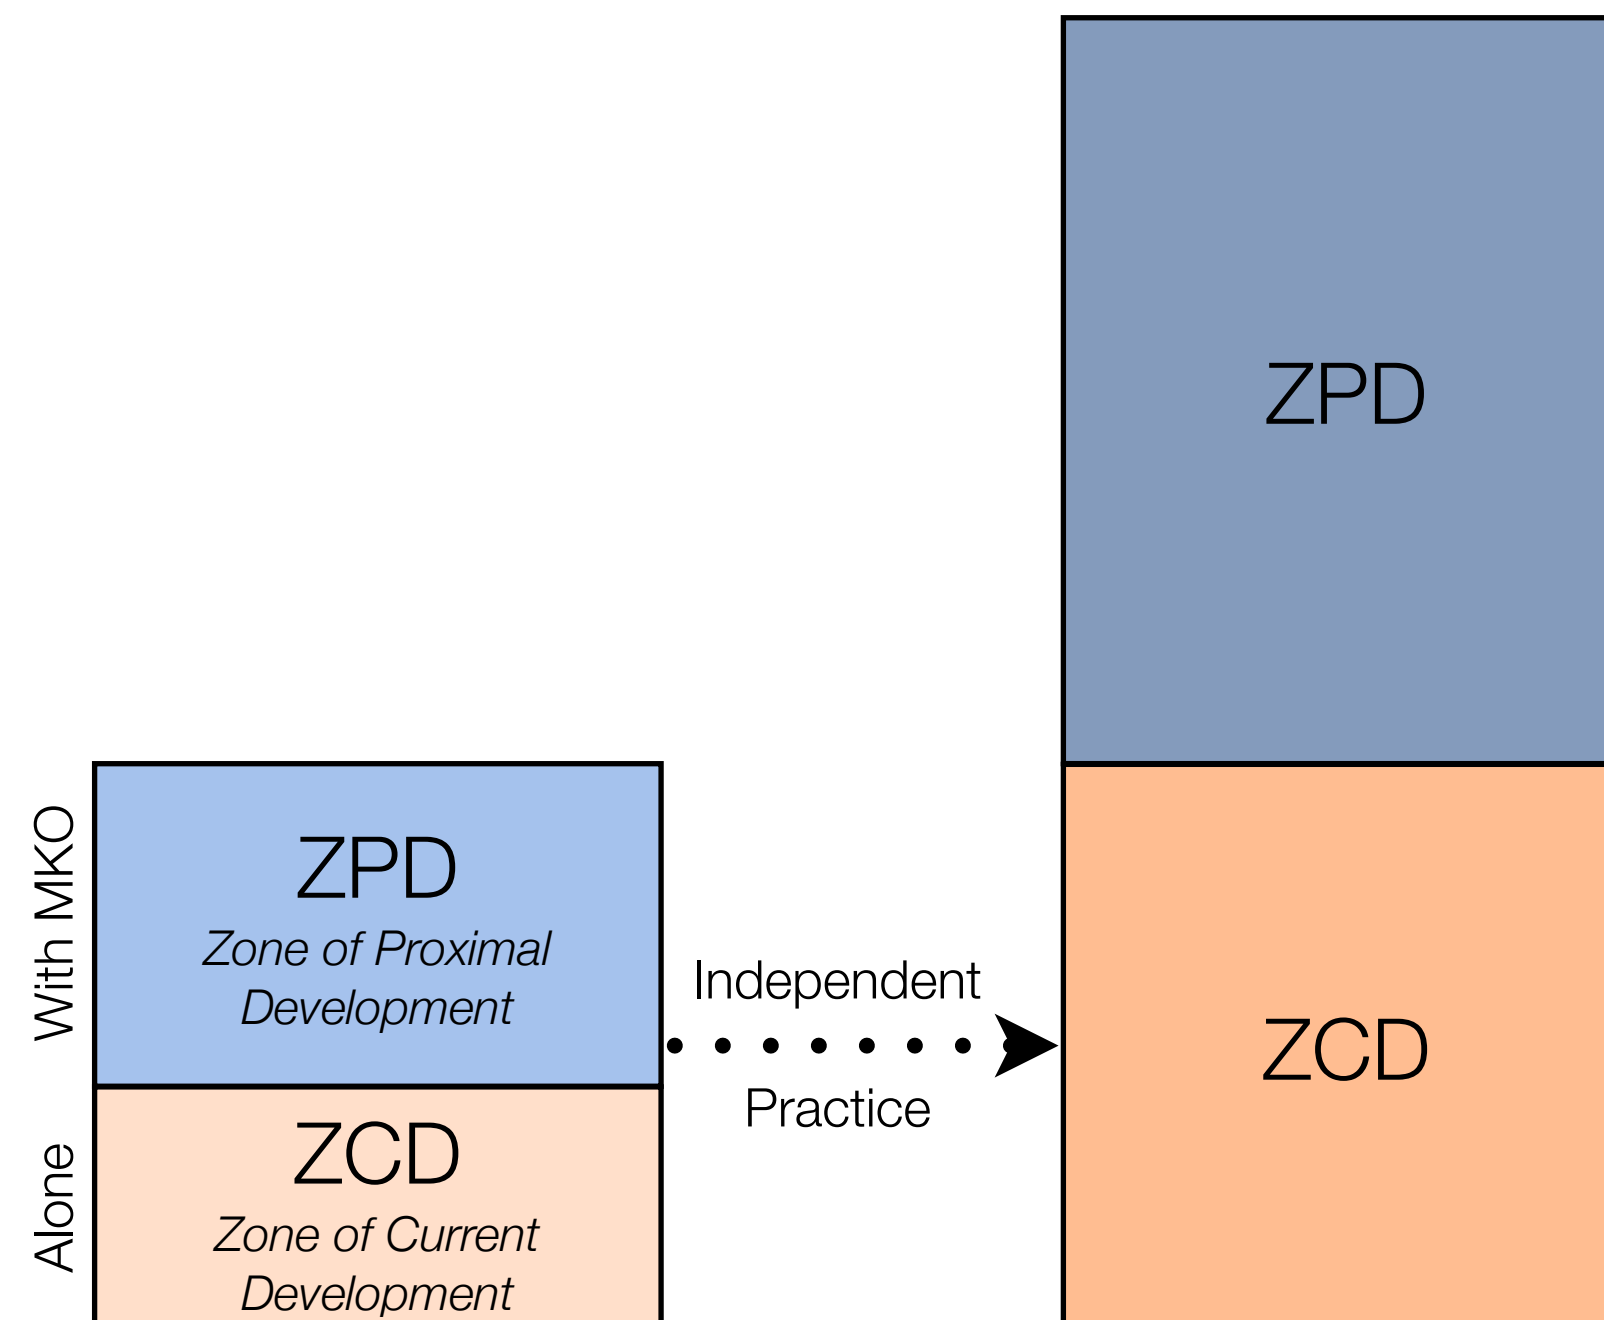 ZPD
With MKO
ZPD
Zone of Proximal
Development
Independent
Practice
ZCD
Alone
ZCD
Zone of Current
Development